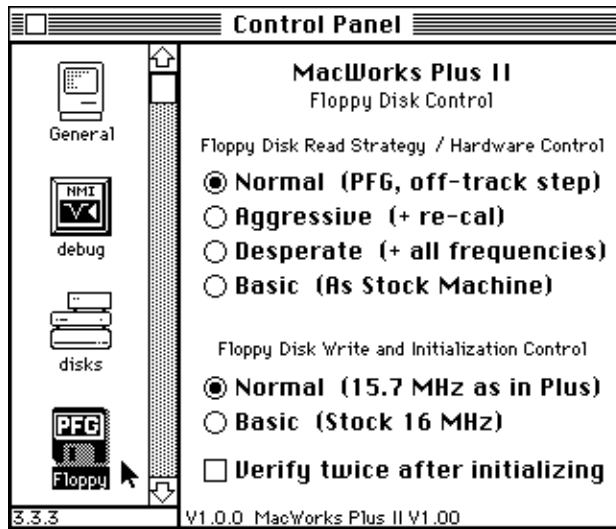 Control Panel
General
NMI
debug
disks
PFG
Floppy
3.3.3
MacWorks Plus II
Floppy Disk Control
Floppy Disk Read Strategy / Hardware Control
Normal (PFG, off-track step)
Aggressive (+ re-cal)
Desperate (+ all frequencies)
Basic (As Stock Machine)
Floppy Disk Write and Initialization Control
Normal (15.7 MHz as in Plus)
Basic (Stock 16 MHz)
Verify twice after initializing
V1.0.0 MacWorks Plus II V1.00